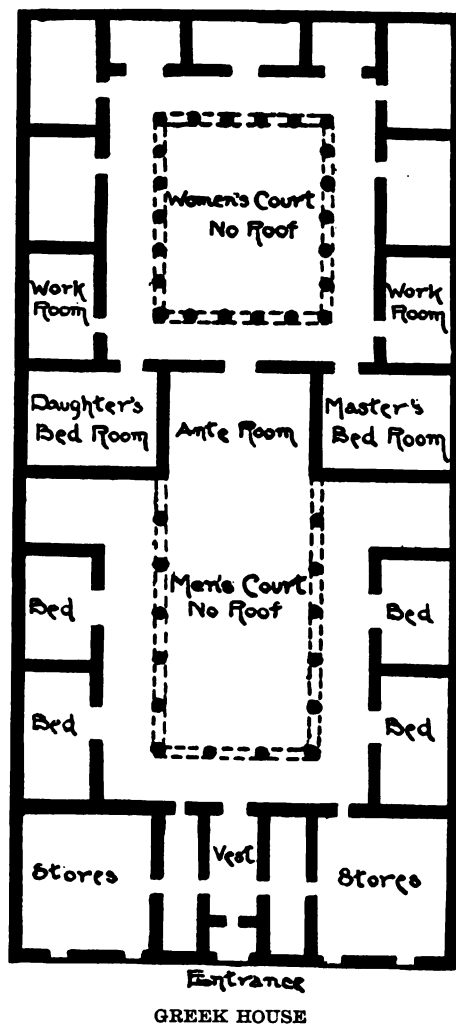 Women's Court
No Roof
Work
Room
Work
Room
Daughter's
Bed Room
Ante Room
Master's
Bed Room
Men's Court
No Roof
Bed
Bed
Bed
Bed
Stores
Vest
Stores
Entrance
GREEK HOUSE